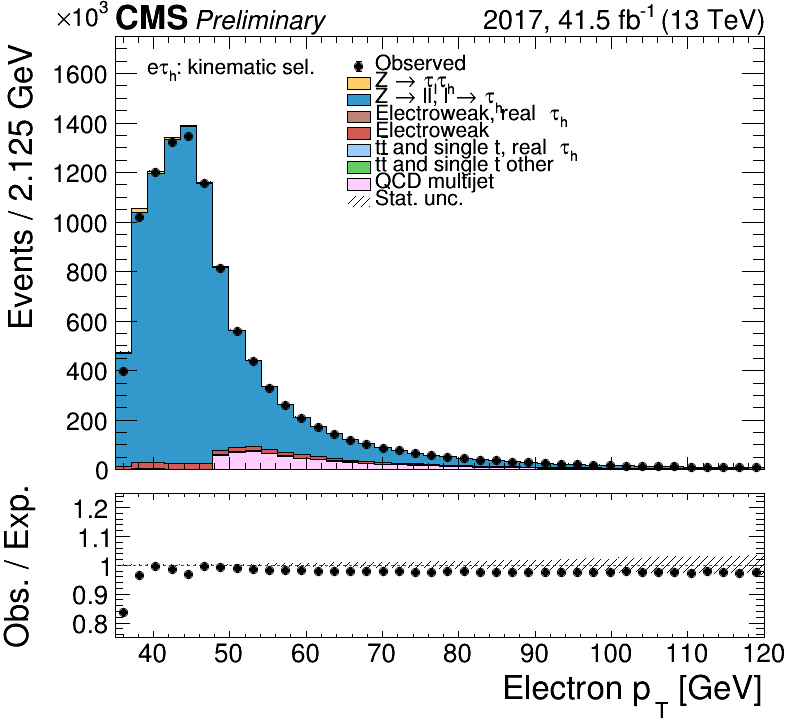 ×10³ CMS Preliminary 2017, 41.5 fb⁻¹ (13 TeV)
eτh: kinematic sel.
Observed
Z → τlτh
Z → ll, l → τh
Electroweak, real τh
Electroweak
tt̄ and single t, real τh
tt̄ and single t other
QCD multijet
Stat. unc.
Events / 2.125 GeV
1600
1400
1200
1000
800
600
400
200
0
Obs. / Exp.
1.2
1.1
1
0.9
0.8
40 50 60 70 80 90 100 110 120
Electron pT [GeV]